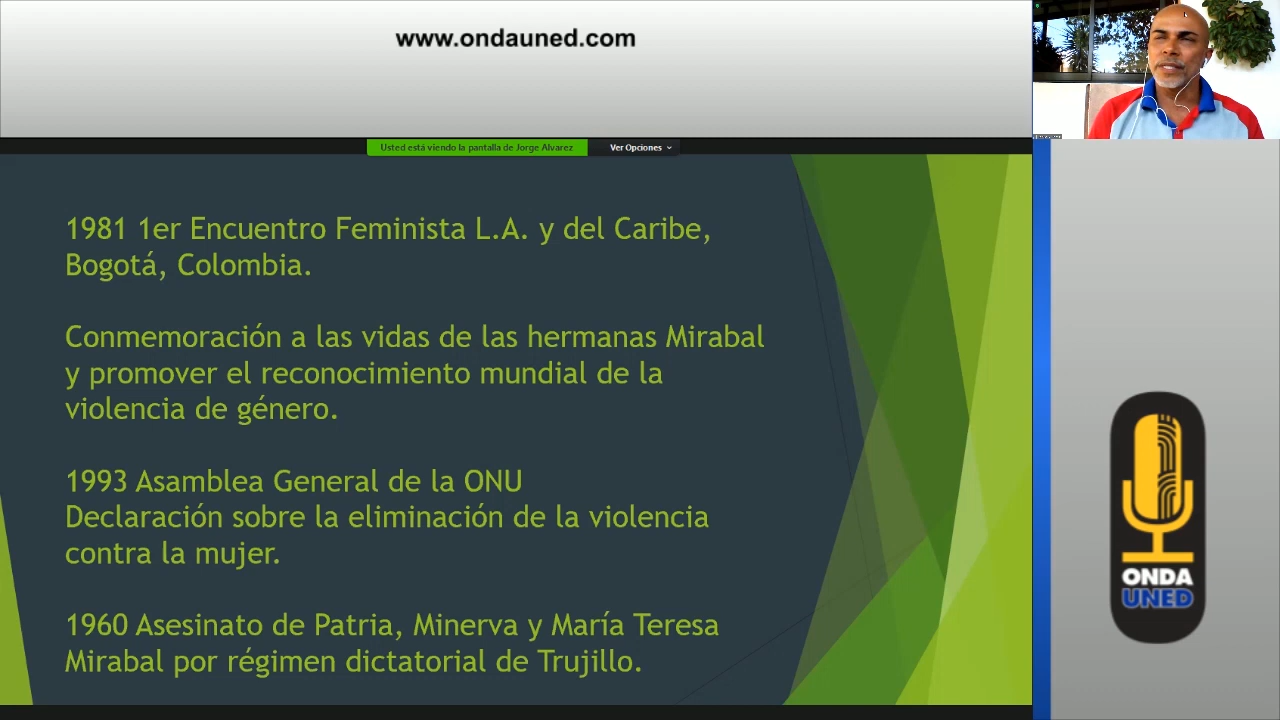 www.ondauned.com
Usted está viendo la pantalla de Jorge Alvarez
Ver Opciones
1981 1er Encuentro Feminista L.A. y del Caribe,
Bogotá, Colombia.
Conmemoración a las vidas de las hermanas Mirabal
y promover el reconocimiento mundial de la
violencia de género.
1993 Asamblea General de la ONU
Declaración sobre la eliminación de la violencia
contra la mujer.
1960 Asesinato de Patria, Minerva y María Teresa
Mirabal por régimen dictatorial de Trujillo.
ONDA
UNED